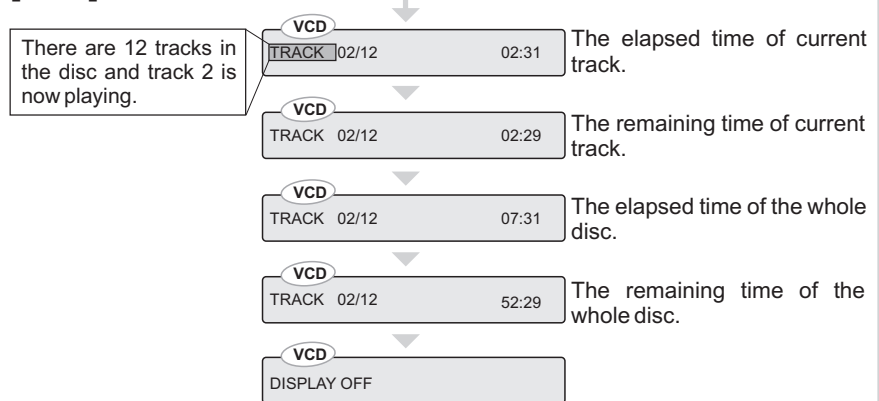 VCD
There are 12 tracks in
the disc and track 2 is
now playing.
TRACK 02/12 02:31
The elapsed time of current
track.
VCD
TRACK 02/12 02:29
The remaining time of current
track.
VCD
TRACK 02/12 07:31
The elapsed time of the whole
disc.
VCD
TRACK 02/12 52:29
The remaining time of the
whole disc.
VCD
DISPLAY OFF